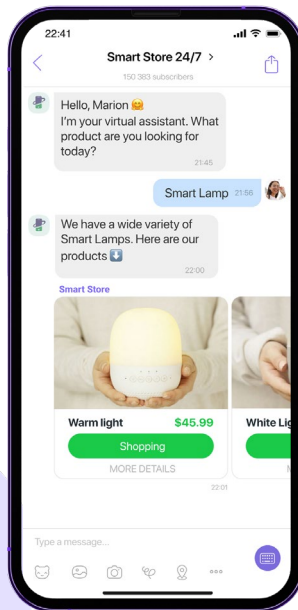 22:41
Smart Store 24/7 >
150 383 subscribers
Hello, Marion 🤗
I'm your virtual assistant. What
product are you looking for
today?
21:45
Smart Lamp 21:56
We have a wide variety of
Smart Lamps. Here are our
products ⬇️
22:00
Smart Store
Warm light $45.99
White Lig
Shopping
MORE DETAILS
22:01
Type a message...